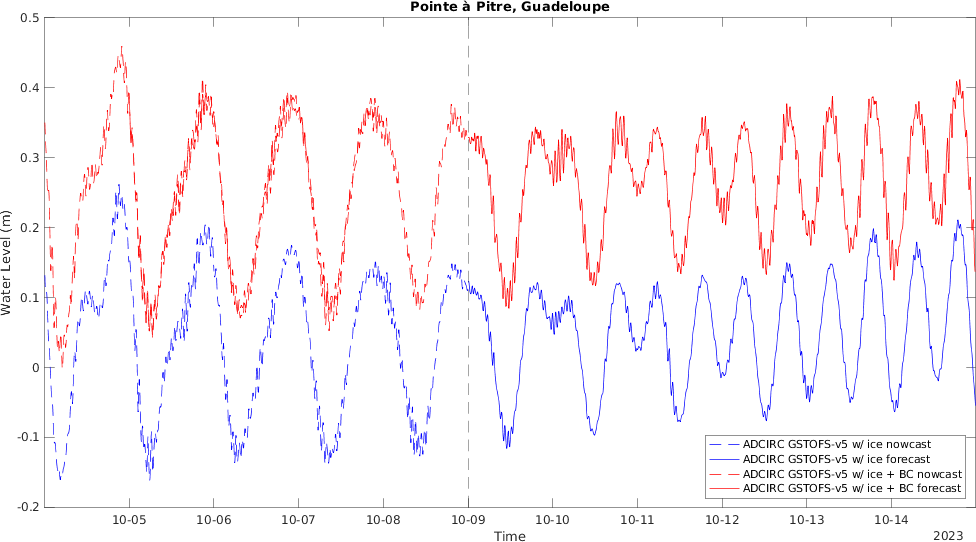 Pointe à Pitre, Guadeloupe
0.5
0.4
0.3
0.2
0.1
0
-0.1
-0.2
Water Level (m)
ADCIRC GSTOFS-v5 w/ ice nowcast
ADCIRC GSTOFS-v5 w/ ice forecast
ADCIRC GSTOFS-v5 w/ ice + BC nowcast
ADCIRC GSTOFS-v5 w/ ice + BC forecast
10-05 10-06 10-07 10-08 10-09 10-10 10-11 10-12 10-13 10-14
Time
2023